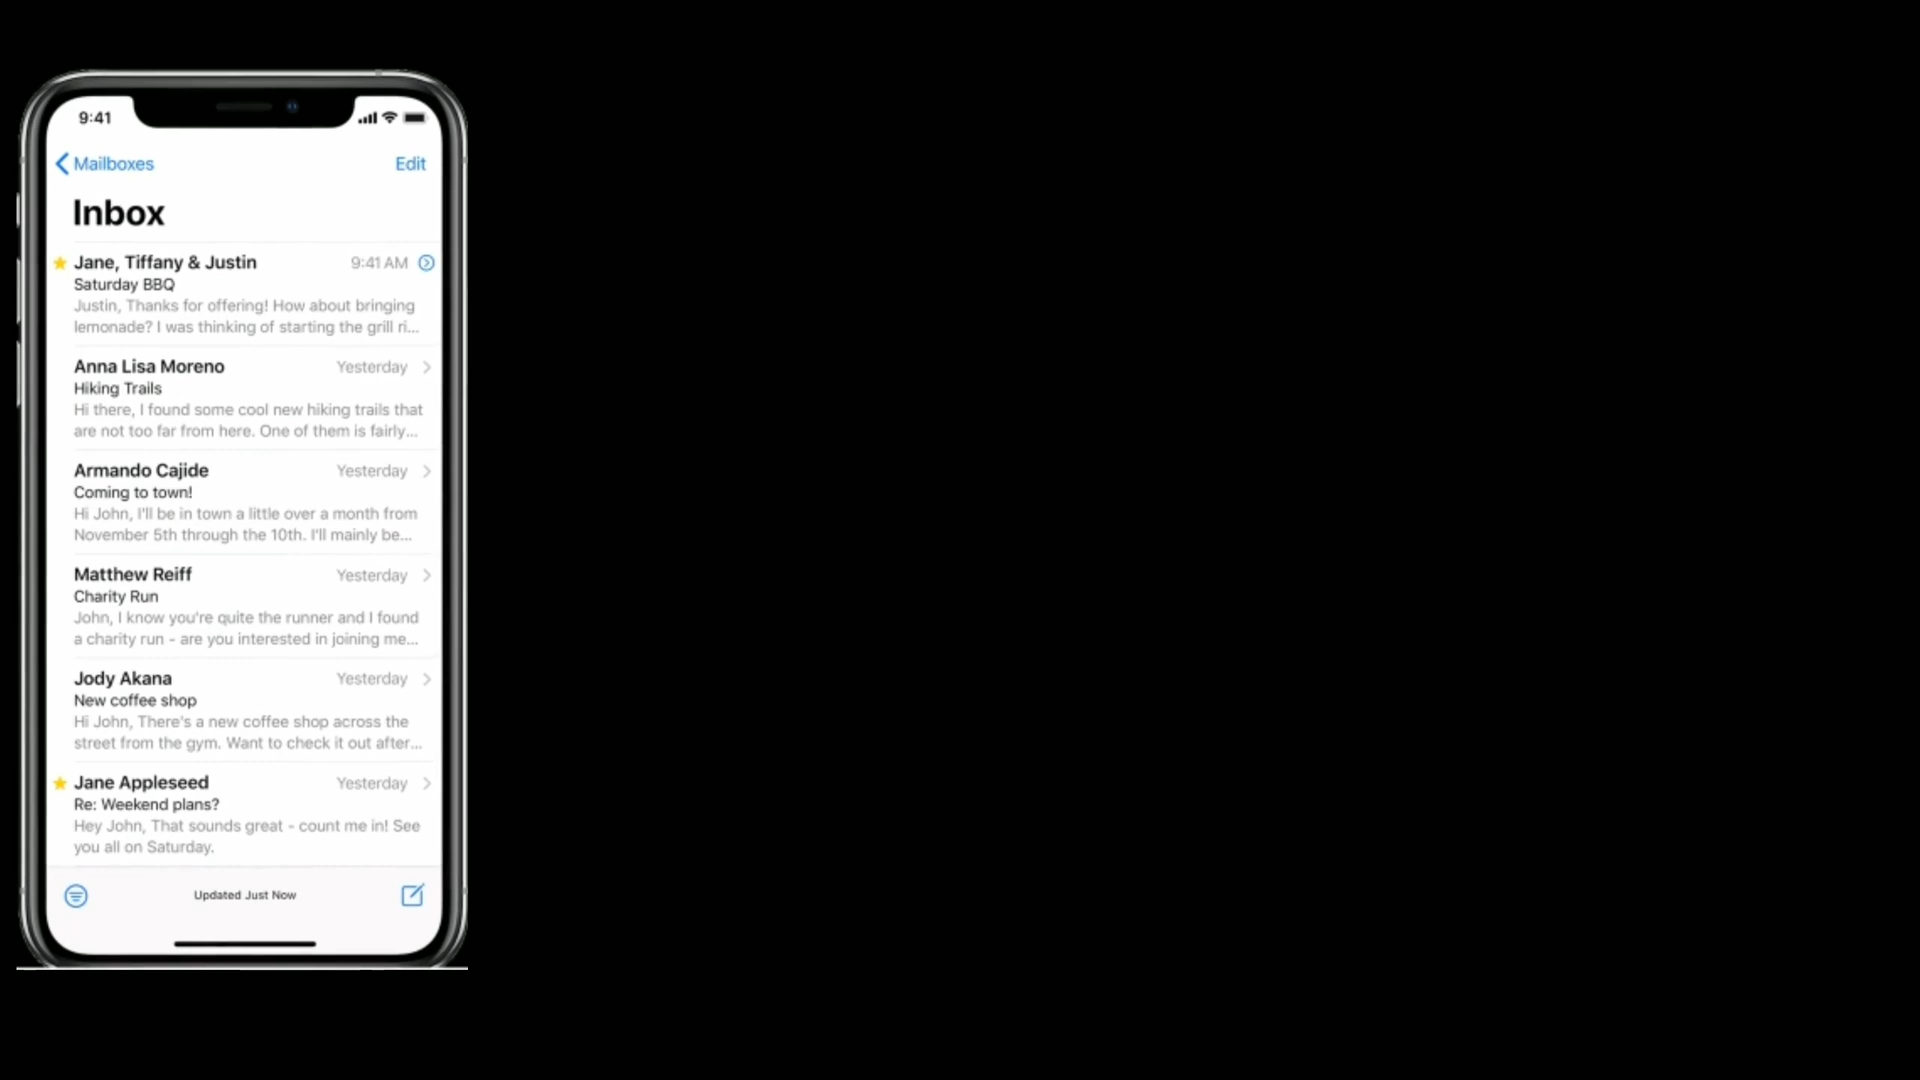 9:41
Mailboxes
Edit
Inbox
Jane, Tiffany & Justin 9:41 AM
Saturday BBQ
Justin, Thanks for offering! How about bringing
lemonade? I was thinking of starting the grill ri...
Anna Lisa Moreno Yesterday
Hiking Trails
Hi there, I found some cool new hiking trails that
are not too far from here. One of them is fairly...
Armando Cajide Yesterday
Coming to town!
Hi John, I'll be in town a little over a month from
November 5th through the 10th. I'll mainly be...
Matthew Reiff Yesterday
Charity Run
John, I know you're quite the runner and I found
a charity run - are you interested in joining me...
Jody Akana Yesterday
New coffee shop
Hi John, There's a new coffee shop across the
street from the gym. Want to check it out after...
Jane Appleseed Yesterday
Re: Weekend plans?
Hey John, That sounds great - count me in! See
you all on Saturday.
Updated Just Now